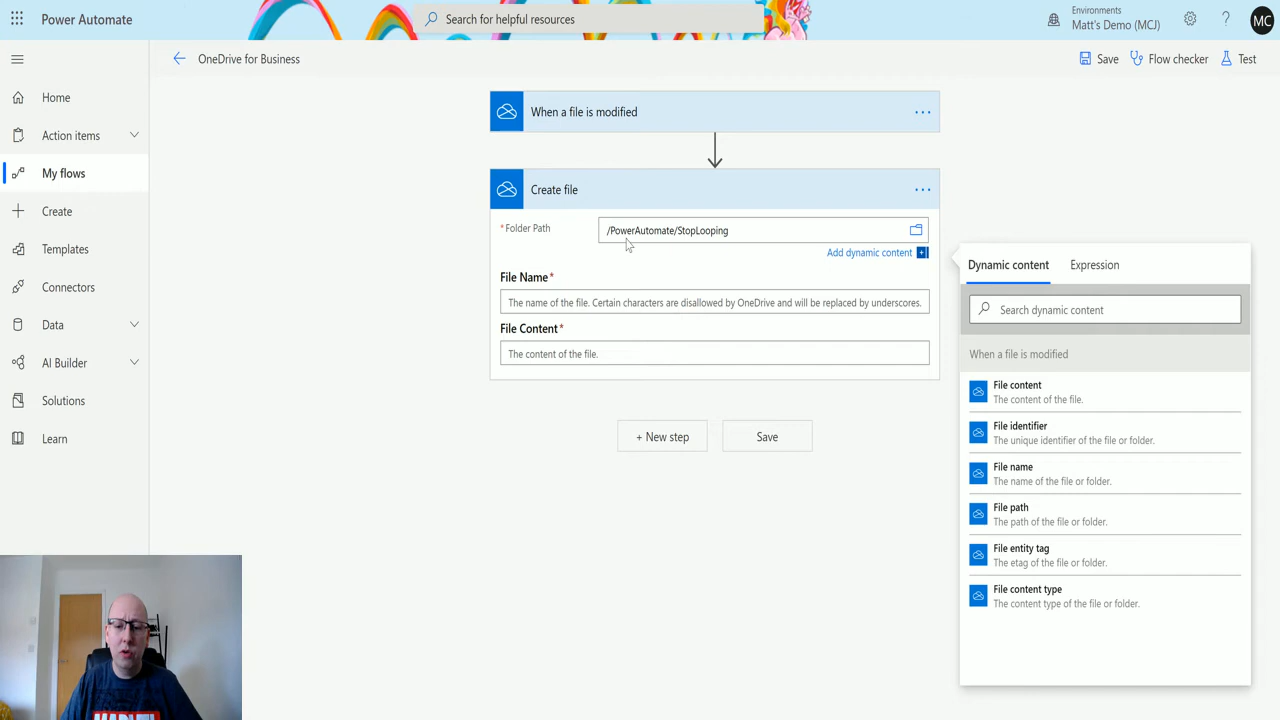 Power Automate
Search for helpful resources
Environments
Matt's Demo (MCJ)
?
MC
OneDrive for Business
Save
Flow checker
Test
Home
Action items
My flows
Create
Templates
Connectors
Data
AI Builder
Solutions
Learn
When a file is modified
...
Create file
...
* Folder Path
/PowerAutomate/StopLooping
Add dynamic content
File Name*
The name of the file. Certain characters are disallowed by OneDrive and will be replaced by underscores.
File Content*
The content of the file.
+ New step
Save
Dynamic content
Expression
Search dynamic content
When a file is modified
File content
The content of the file.
File identifier
The unique identifier of the file or folder.
File name
The name of the file or folder.
File path
The path of the file or folder.
File entity tag
The etag of the file or folder.
File content type
The content type of the file or folder.